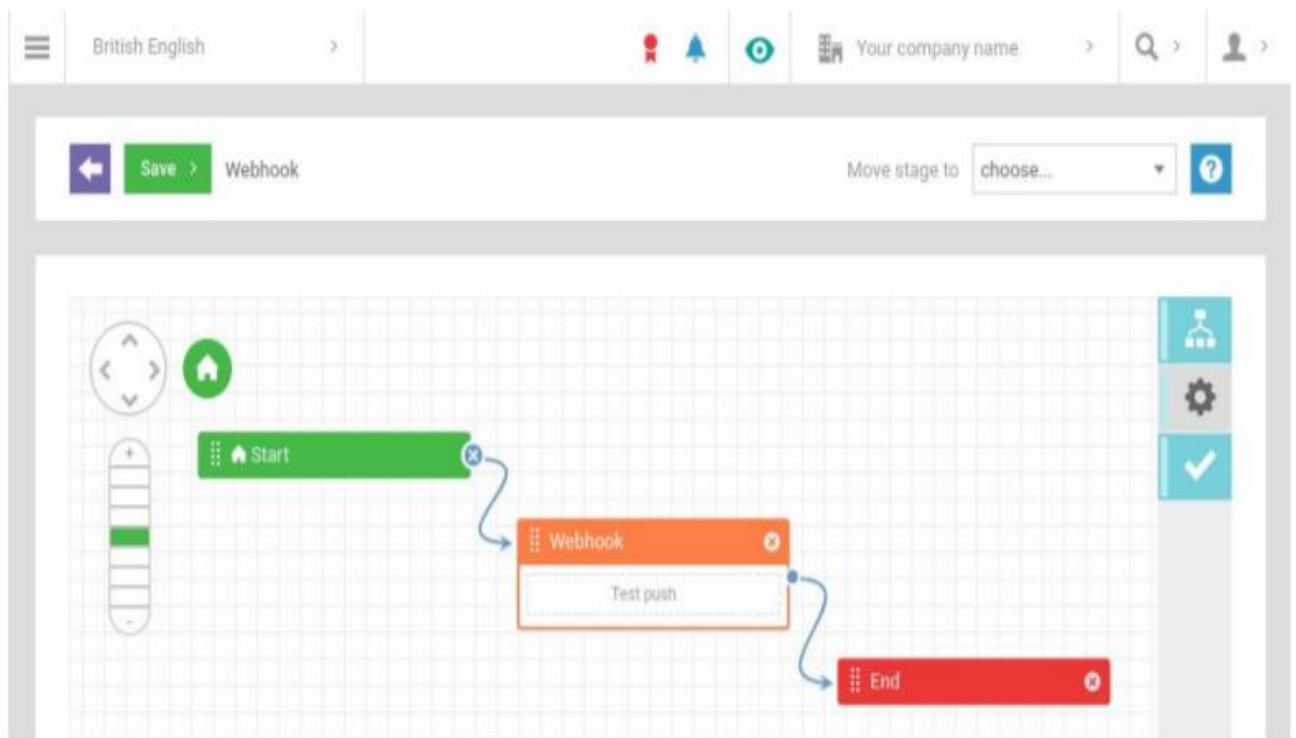 British English
Your company name
Save
Webhook
Move stage to choose...
Start
Webhook
Test push
End